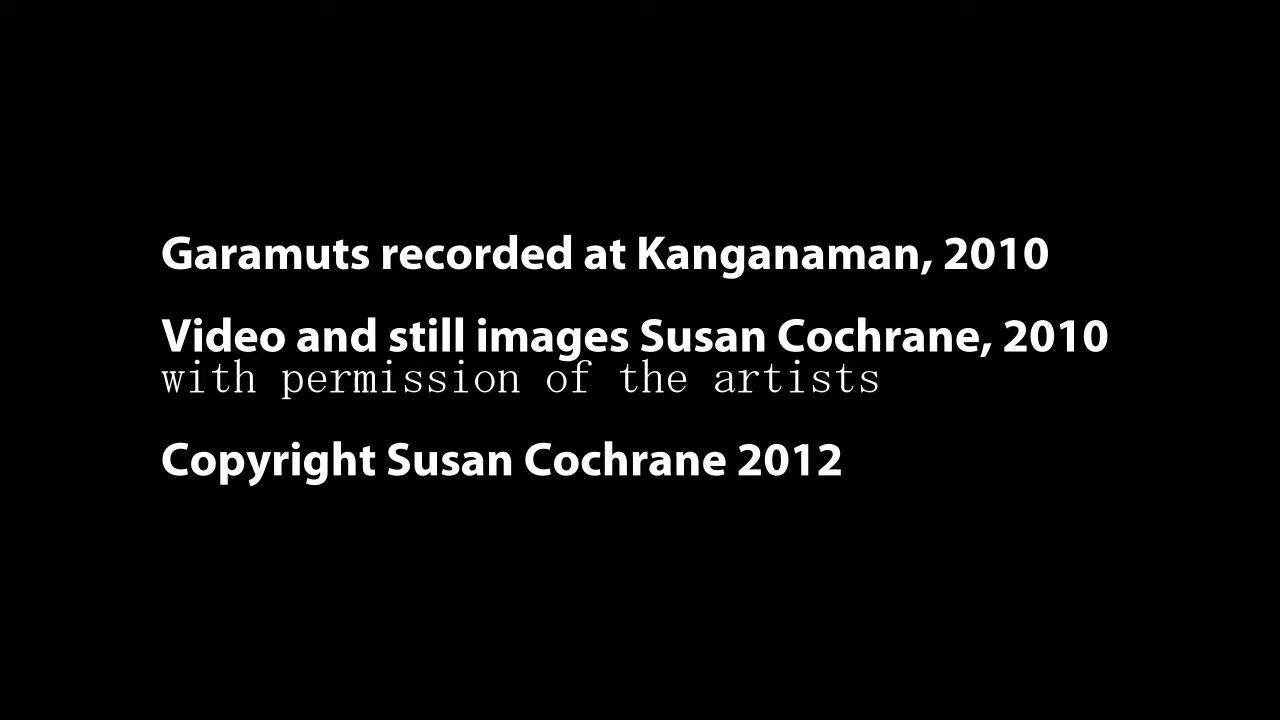 Garamuts recorded at Kanganaman, 2010
Video and still images Susan Cochrane, 2010
with permission of the artists
Copyright Susan Cochrane 2012